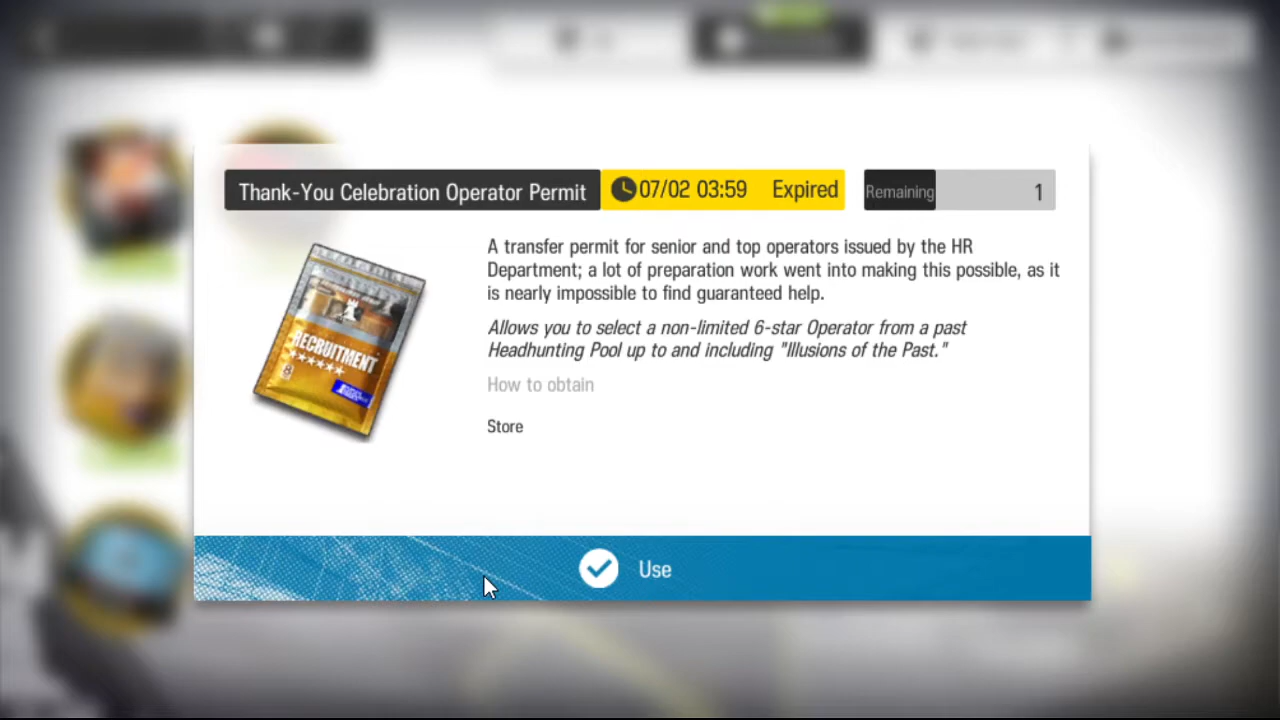 Thank-You Celebration Operator Permit
07/02 03:59 Expired
Remaining 1
A transfer permit for senior and top operators issued by the HR
Department; a lot of preparation work went into making this possible, as it
is nearly impossible to find guaranteed help.
Allows you to select a non-limited 6-star Operator from a past
Headhunting Pool up to and including "Illusions of the Past."
How to obtain
Store
RECRUITMENT
Use